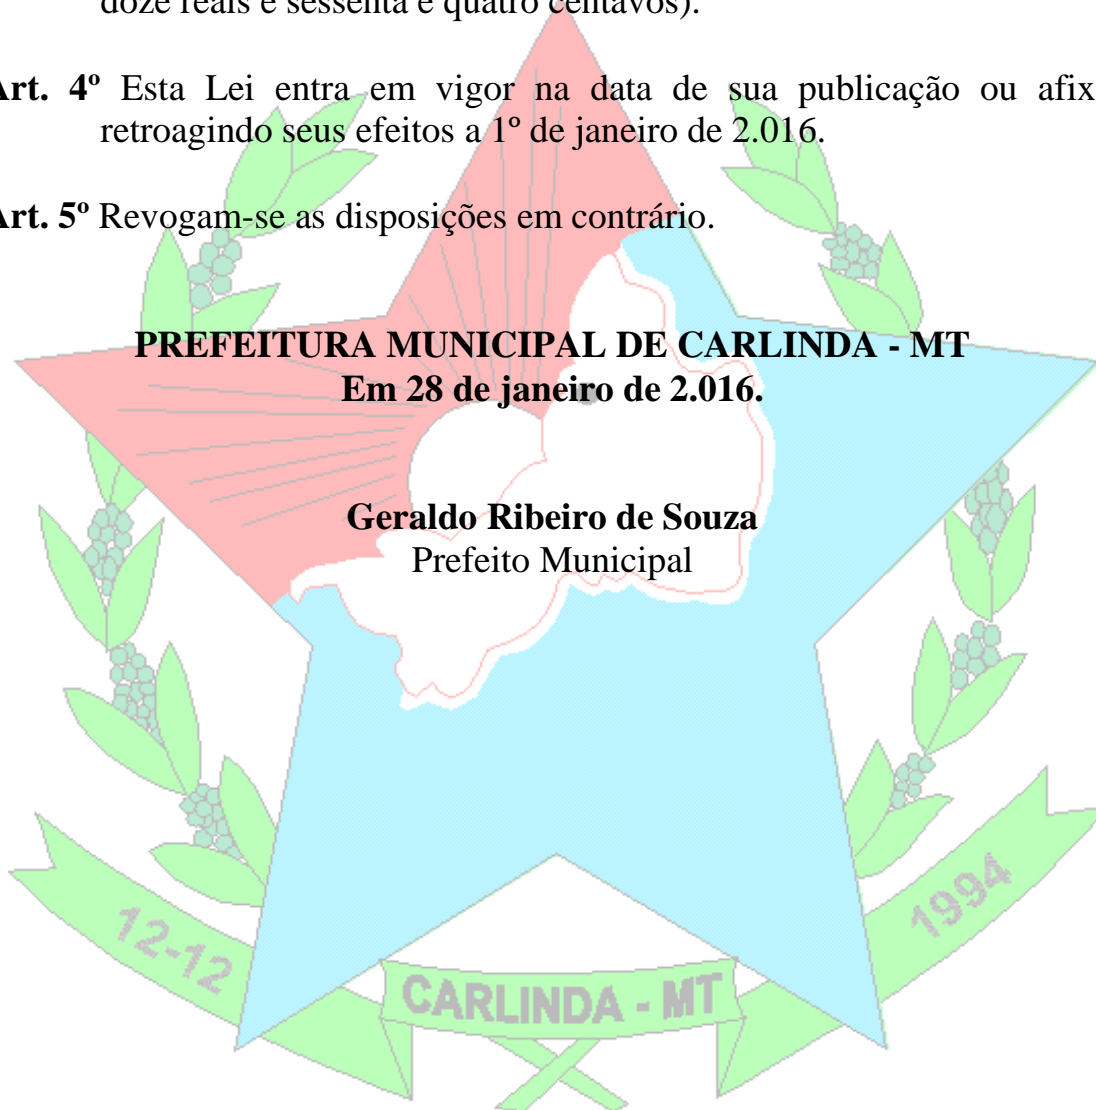 doze reais e sessenta e quatro centavos).
Art. 4º Esta Lei entra em vigor na data de sua publicação ou afix
retroagindo seus efeitos a 1º de janeiro de 2.016.
Art. 5º Revogam-se as disposições em contrário.
PREFEITURA MUNICIPAL DE CARLINDA - MT
Em 28 de janeiro de 2.016.
Geraldo Ribeiro de Souza
Prefeito Municipal
12-12
1994
CARLINDA - MT